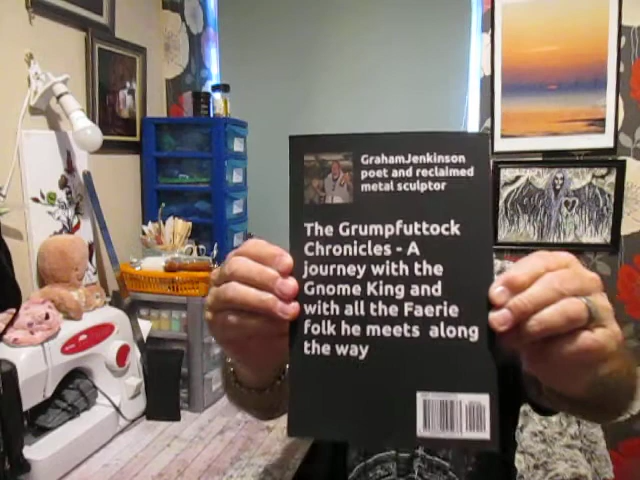 GrahamJenkinson
poet and reclaimed
metal sculptor
The Grumpfuttock
Chronicles - A
journey with the
Gnome King and
with all the Faerie
folk he meets along
the way